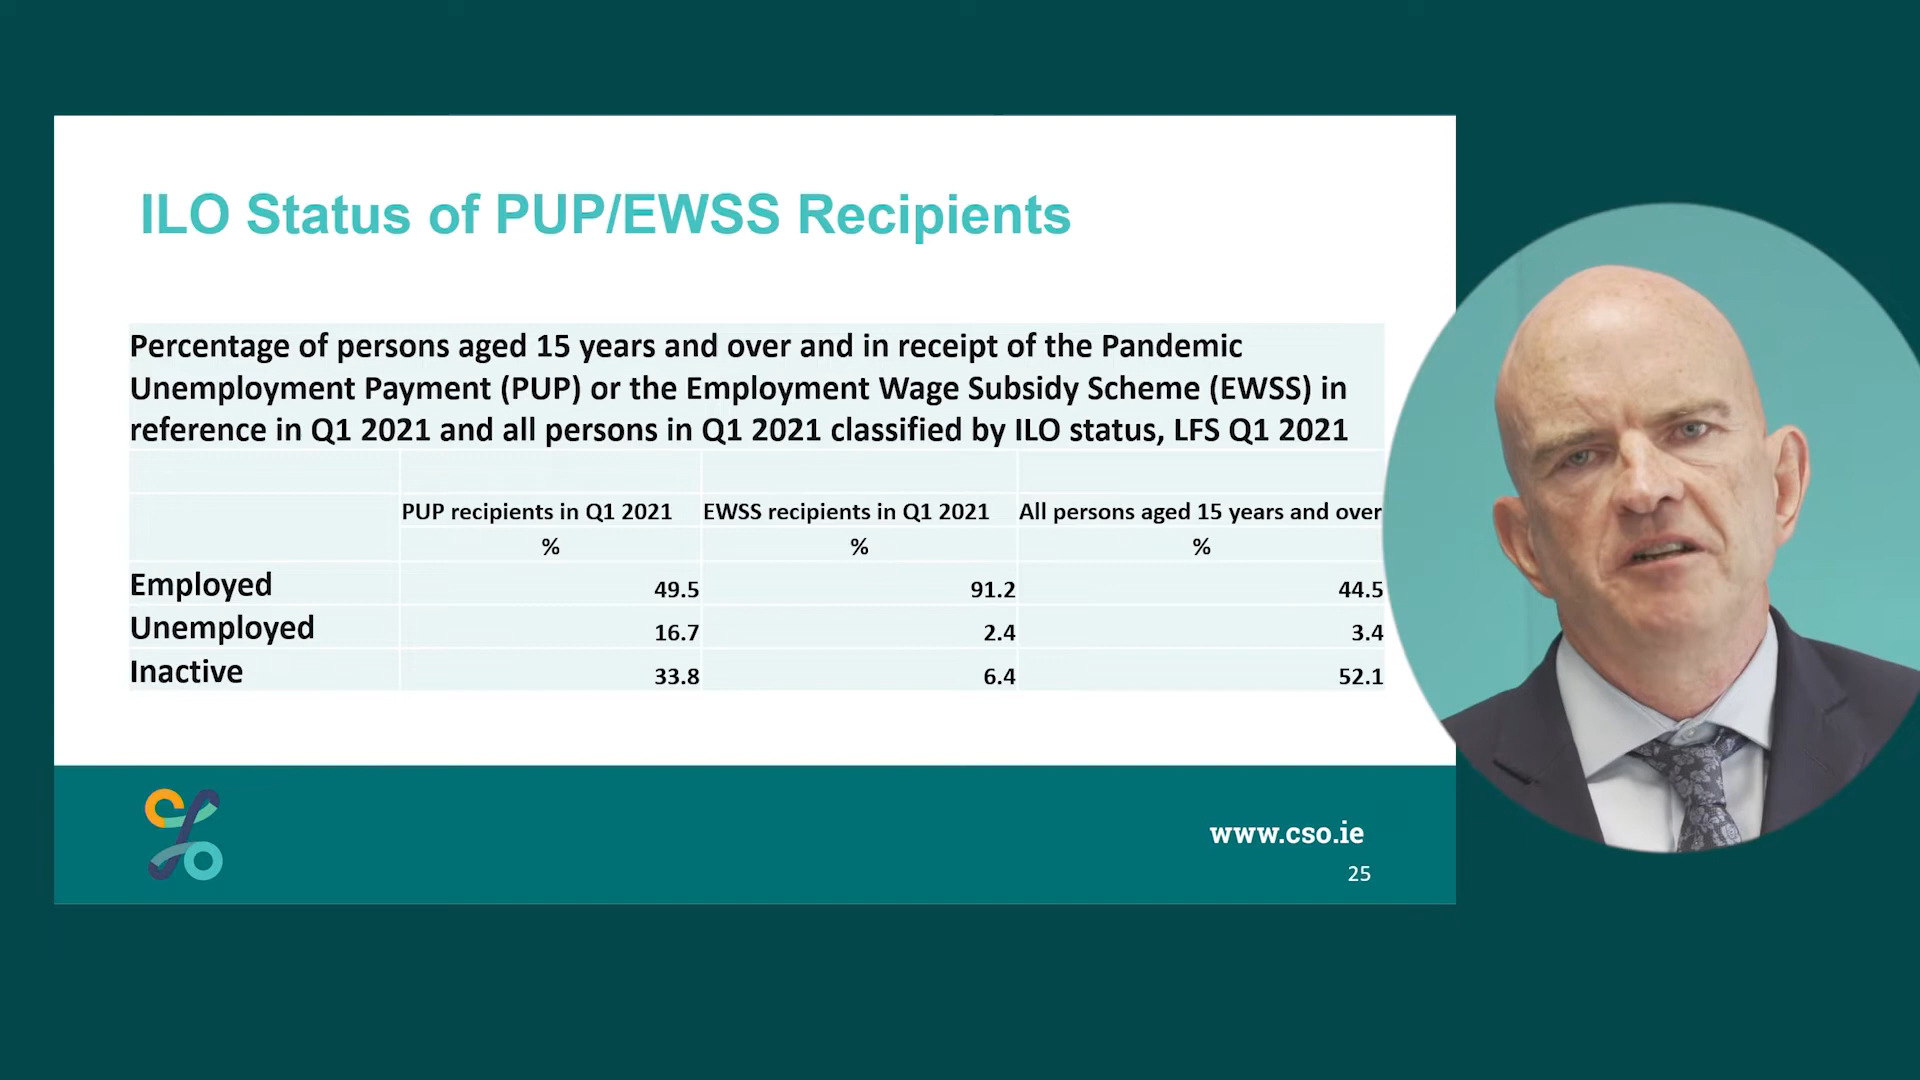 ILO Status of PUP/EWSS Recipients
Percentage of persons aged 15 years and over and in receipt of the Pandemic
Unemployment Payment (PUP) or the Employment Wage Subsidy Scheme (EWSS) in
reference in Q1 2021 and all persons in Q1 2021 classified by ILO status, LFS Q1 2021
PUP recipients in Q1 2021 EWSS recipients in Q1 2021 All persons aged 15 years and over
% % %
Employed 49.5 91.2 44.5
Unemployed 16.7 2.4 3.4
Inactive 33.8 6.4 52.1
www.cso.ie
25